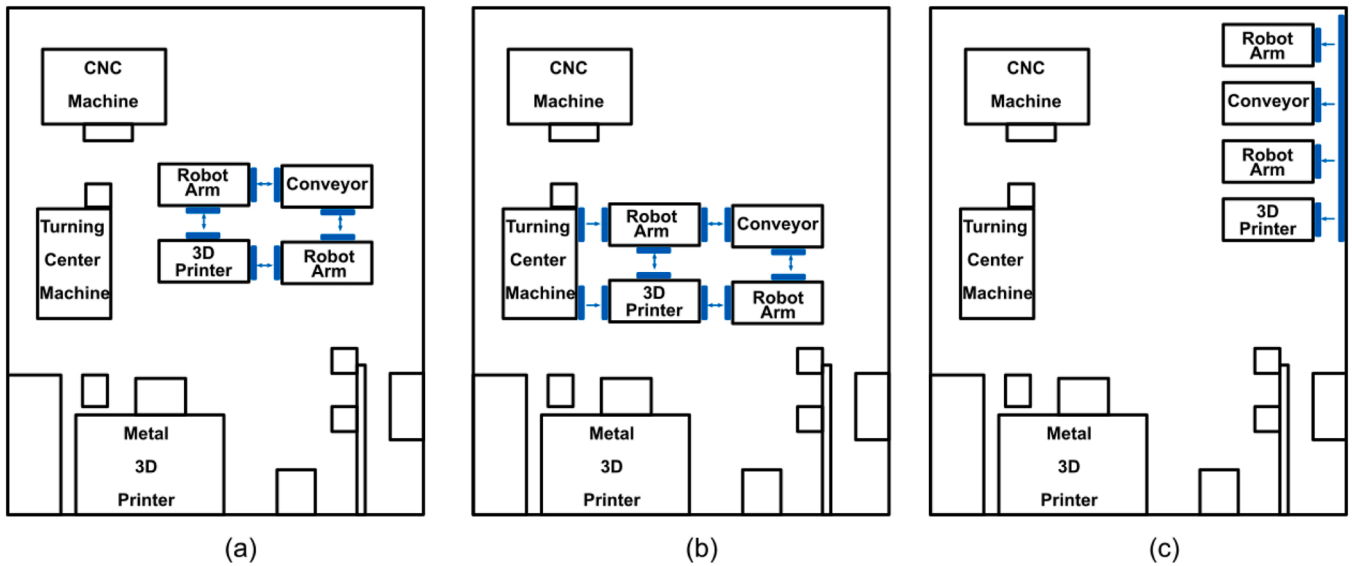 CNC
Machine
Robot
Arm
Conveyor
Turning
Center
Machine
3D
Printer
Robot
Arm
Metal
3D
Printer
(a)
CNC
Machine
Turning
Center
Machine
Robot
Arm
Conveyor
3D
Printer
Robot
Arm
Metal
3D
Printer
(b)
CNC
Machine
Robot
Arm
Conveyor
Robot
Arm
3D
Printer
Turning
Center
Machine
Metal
3D
Printer
(c)